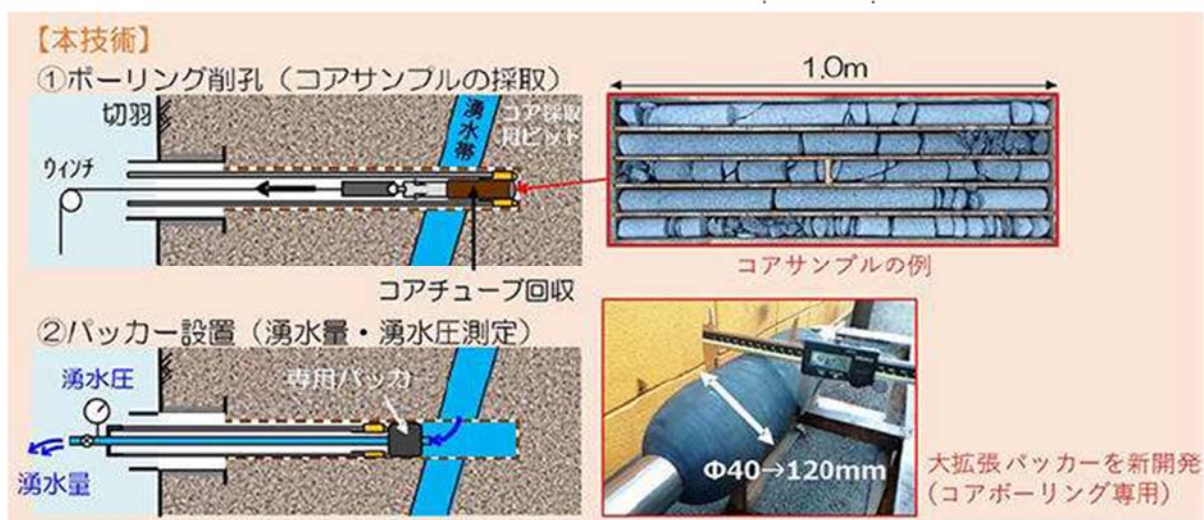 【本技術】
①ボーリング削孔（コアサンプルの採取）
切羽
ウィンチ
湧水帯
コア採取
用ビット
コアチューブ回収
1.0m
コアサンプルの例
②パッカー設置（湧水量・湧水圧測定）
湧水圧
専用パッカ
湧水量
Φ40→120mm
大拡張パッカーを新開発
(コアボーリング専用)